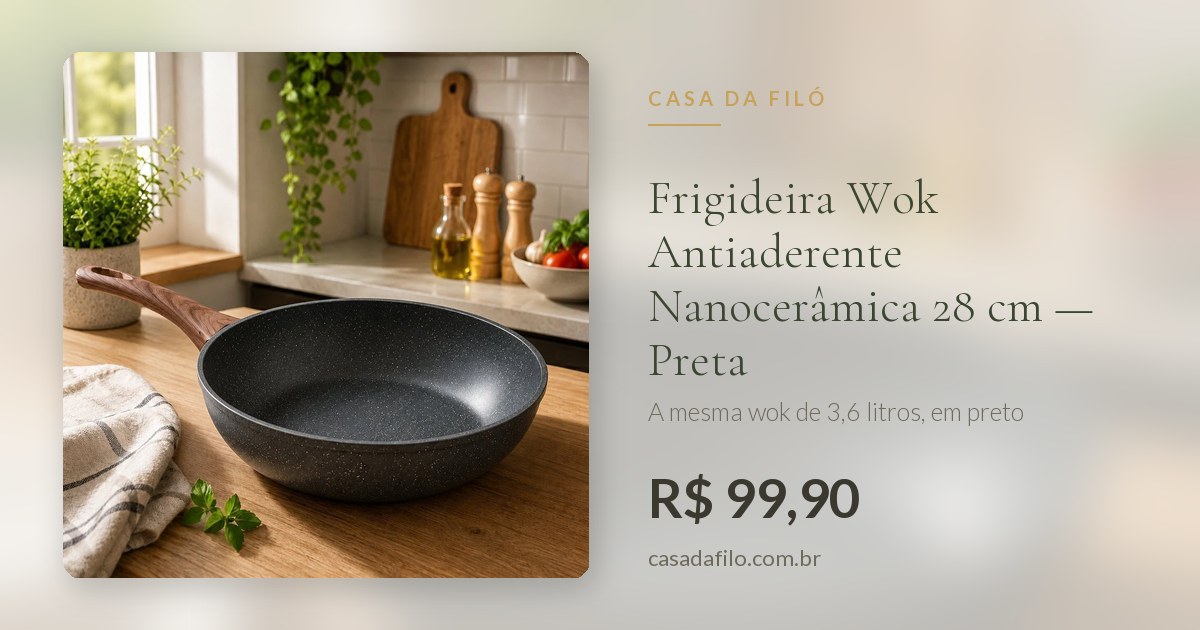 CASA DA FILÓ
Frigideira Wok
Antiaderente
Nanocerâmica 28 cm —
Preta
A mesma wok de 3,6 litros, em preto
R$ 99,90
casadafilo.com.br